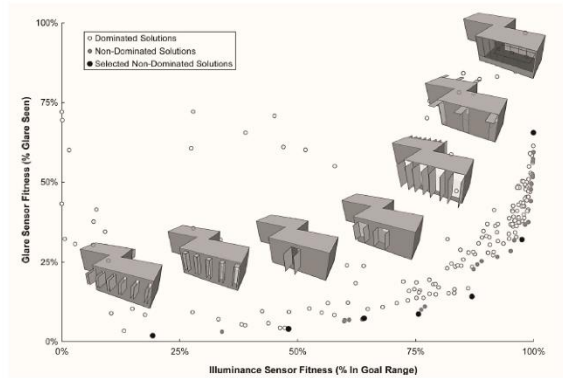 100%
Dominated Solutions
Non-Dominated Solutions
Selected Non-Dominated Solutions
75%
50%
25%
0%
Glare Sensor Fitness (% Glare Seen)
0% 25% 50% 75% 100%
Illuminance Sensor Fitness (% In Goal Range)